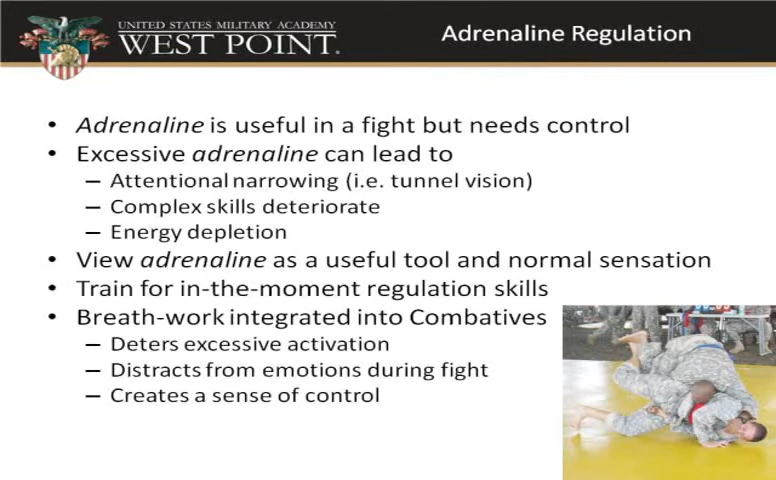 UNITED STATES MILITARY ACADEMY
WEST POINT.
Adrenaline Regulation
• Adrenaline is useful in a fight but needs control
• Excessive adrenaline can lead to
– Attentional narrowing (i.e. tunnel vision)
– Complex skills deteriorate
– Energy depletion
• View adrenaline as a useful tool and normal sensation
• Train for in-the-moment regulation skills
• Breath-work integrated into Combatives
– Deters excessive activation
– Distracts from emotions during fight
– Creates a sense of control